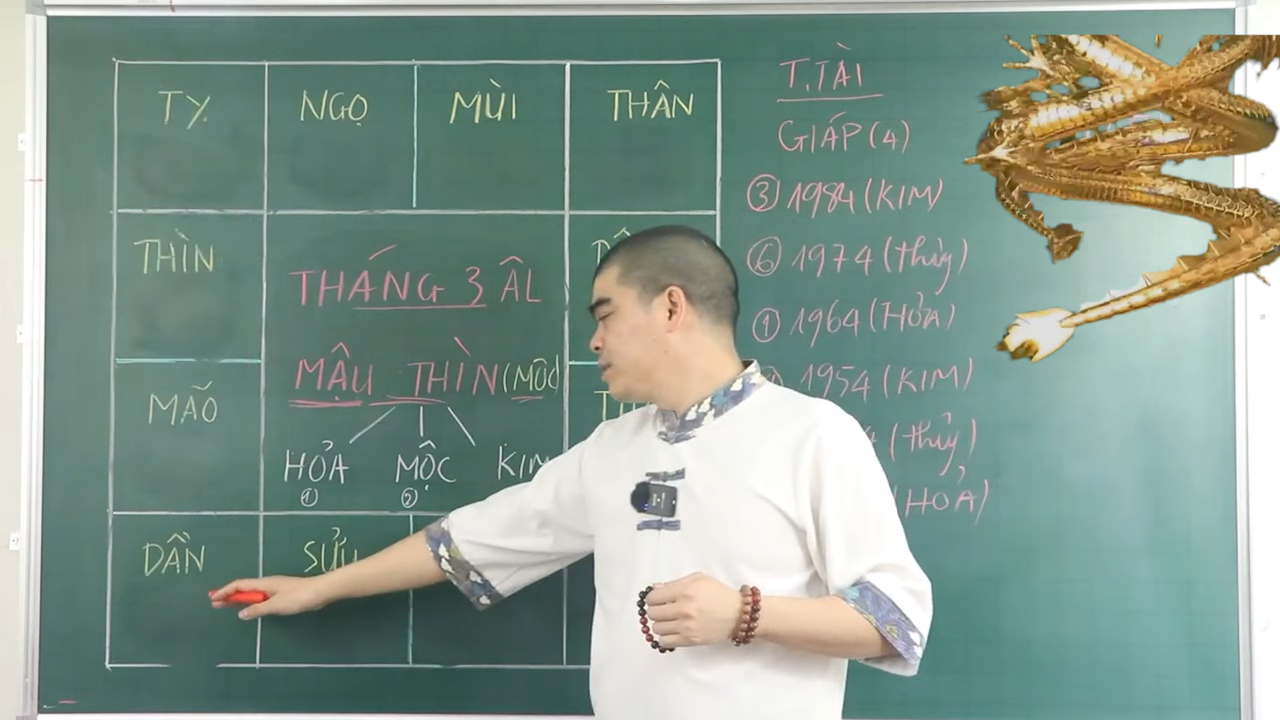 TỴ NGỌ MÙI THÂN
THÌN
THÁNG 3 ÂL
MẬU THÌN (MỘC
MÃO
HỎA MỘC KIM
① ②
DẦN SỬU
T.TÀI
GIÁP (4)
③ 1984 (KIM)
⑥ 1974 (Thủy)
① 1964 (HỎA)
1954 (KIM)
4 (Thủy)
(HỎA)